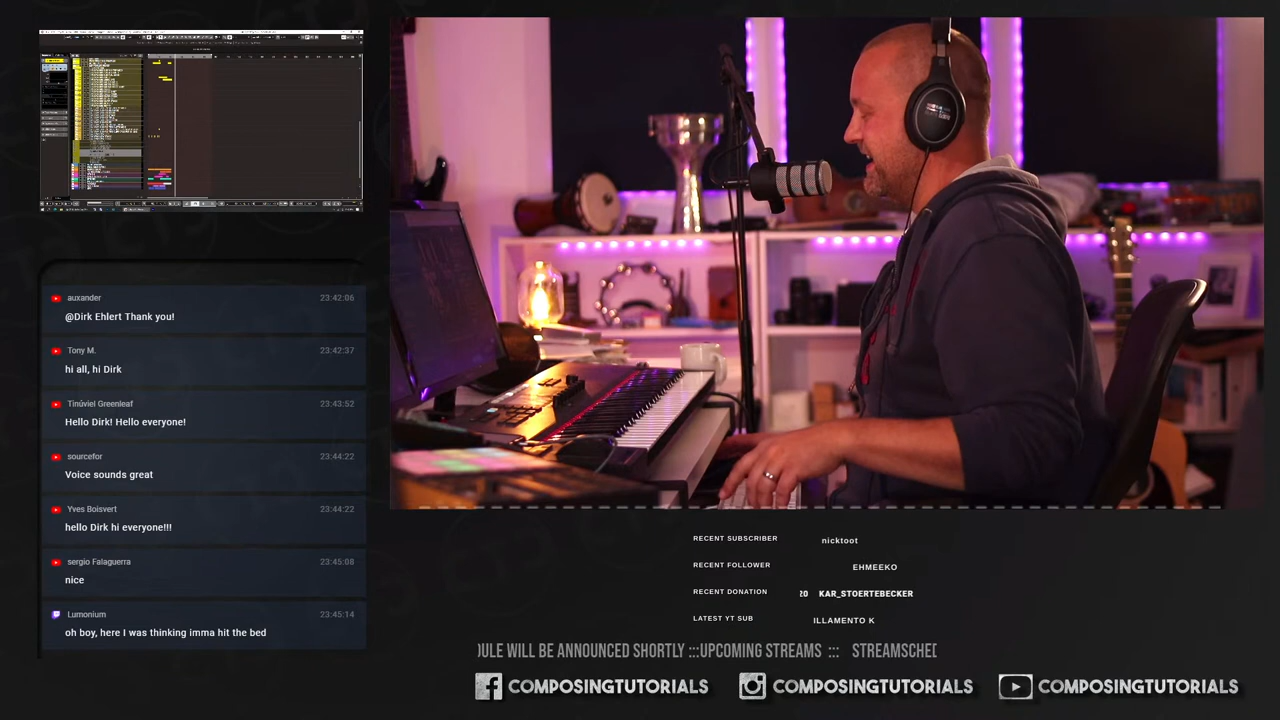 auxander 23:42:06
@Dirk Ehlert Thank you!
Tony M. 23:42:37
hi all, hi Dirk
Tinúviel Greenleaf 23:43:52
Hello Dirk! Hello everyone!
sourcefor 23:44:22
Voice sounds great
Yves Boisvert 23:44:22
hello Dirk hi everyone!!!
sergio Falaguerra 23:45:08
nice
Lumonium 23:45:14
oh boy, here I was thinking imma hit the bed
RECENT SUBSCRIBER nicktoot
RECENT FOLLOWER EHMEEKO
RECENT DONATION 20 KAR_STOERTEBECKER
LATEST YT SUB ILLAMENTO K
ULE WILL BE ANNOUNCED SHORTLY :::UPCOMING STREAMS ::: STREAMSCHE
COMPOSINGTUTORIALS COMPOSINGTUTORIALS COMPOSINGTUTORIALS